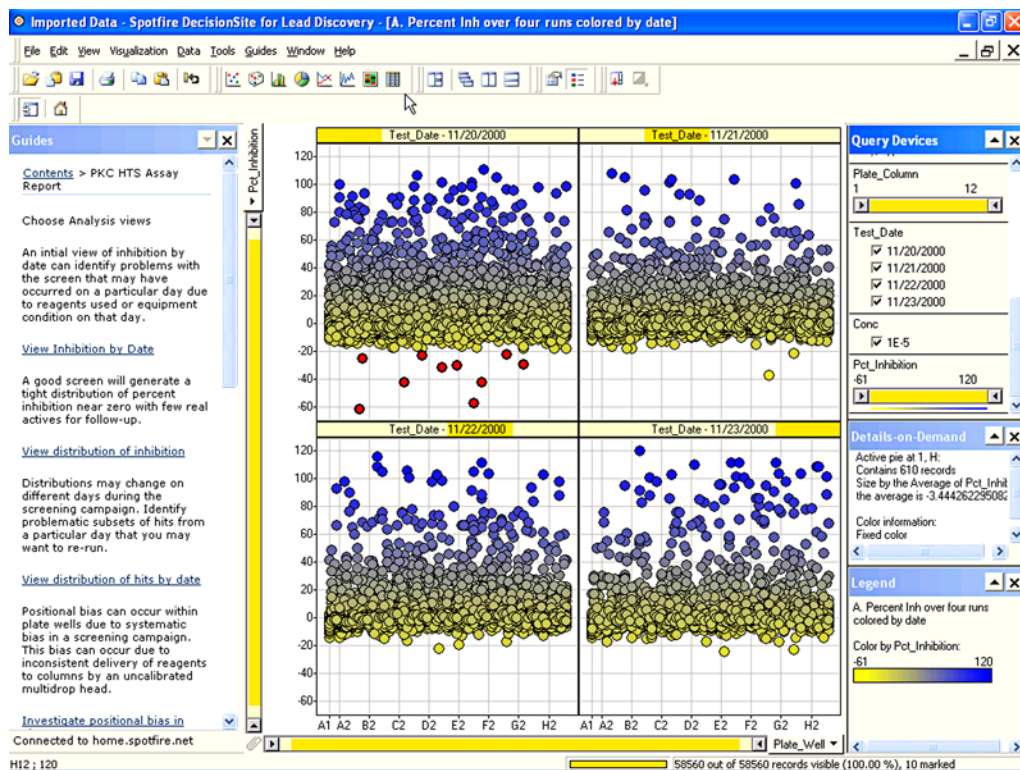 Imported Data - Spotfire DecisionSite for Lead Discovery - [A. Percent Inh over four runs colored by date]
File Edit View Visualization Data Tools Guides Window Help
Guides
Contents > PKC HTS Assay
Report
Choose Analysis views
An intial view of inhibition by
date can identify problems with
the screen that may have
occurred on a particular day due
to reagents used or equipment
condition on that day.
View Inhibition by Date
A good screen will generate a
tight distribution of percent
inhibition near zero with few real
actives for follow-up.
View distribution of inhibition
Distributions may change on
different days during the
screening campaign. Identify
problematic subsets of hits from
a particular day that you may
want to re-run.
View distribution of hits by date
Positional bias can occur within
plate wells due to systematic
bias in a screening campaign.
This bias can occur due to
inconsistent delivery of reagents
to columns by an uncalibrated
multidrop head.
Investigate positional bias in
Connected to home.spotfire.net
Pct_Inhibition
Test_Date - 11/20/2000
Test_Date - 11/21/2000
120
100
80
60
40
20
0
-20
-40
-60
Test_Date - 11/22/2000
Test_Date - 11/23/2000
120
100
80
60
40
20
0
-20
-40
-60
A1 A2 B2 C2 D2 E2 F2 G2 H2
A1 A2 B2 C2 D2 E2 F2 G2 H2
Plate_Well
Query Devices
Plate_Column
1 12
Test_Date
11/20/2000
11/21/2000
11/22/2000
11/23/2000
Conc
1E-5
Pct_Inhibition
-61 120
Details-on-Demand
Active pie at 1, H:
Contains 610 records
Size by the Average of Pct_Inhib
the average is -3.444262295082
Color information:
Fixed color
Legend
A. Percent Inh over four runs
colored by date
Color by Pct_Inhibition:
-61 120
H12 ; 120
58560 out of 58560 records visible (100.00 %), 10 marked